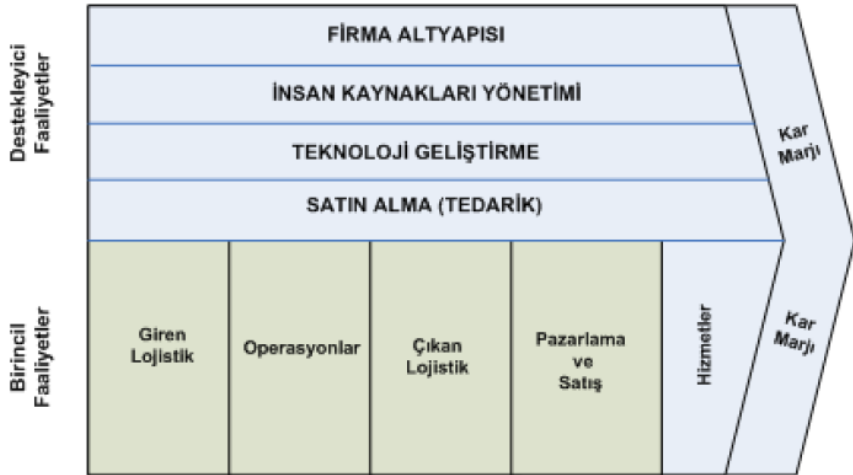 Destekleyici
Faaliyetler
FİRMA ALTYAPISI
İNSAN KAYNAKLARI YÖNETİMİ
TEKNOLOJİ GELİŞTİRME
SATIN ALMA (TEDARİK)
Kar
Marjı
Birincil
Faaliyetler
Giren
Lojistik
Operasyonlar
Çıkan
Lojistik
Pazarlama
ve
Satış
Hizmetler
Kar
Marjı